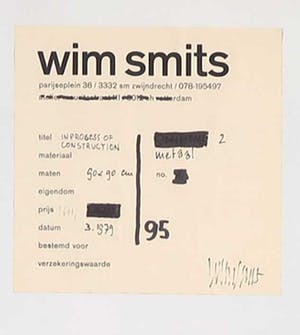 wim smits
parijseplein 36 / 3332 sm zwijndrecht / 078-195497
titel IN PROGESS OF 2
CONSTRUCTION
materiaal metaal
maten 90x90 cm no.
eigendom
prijs
datum 3.1979 95
bestemd voor
verzekeringswaarde